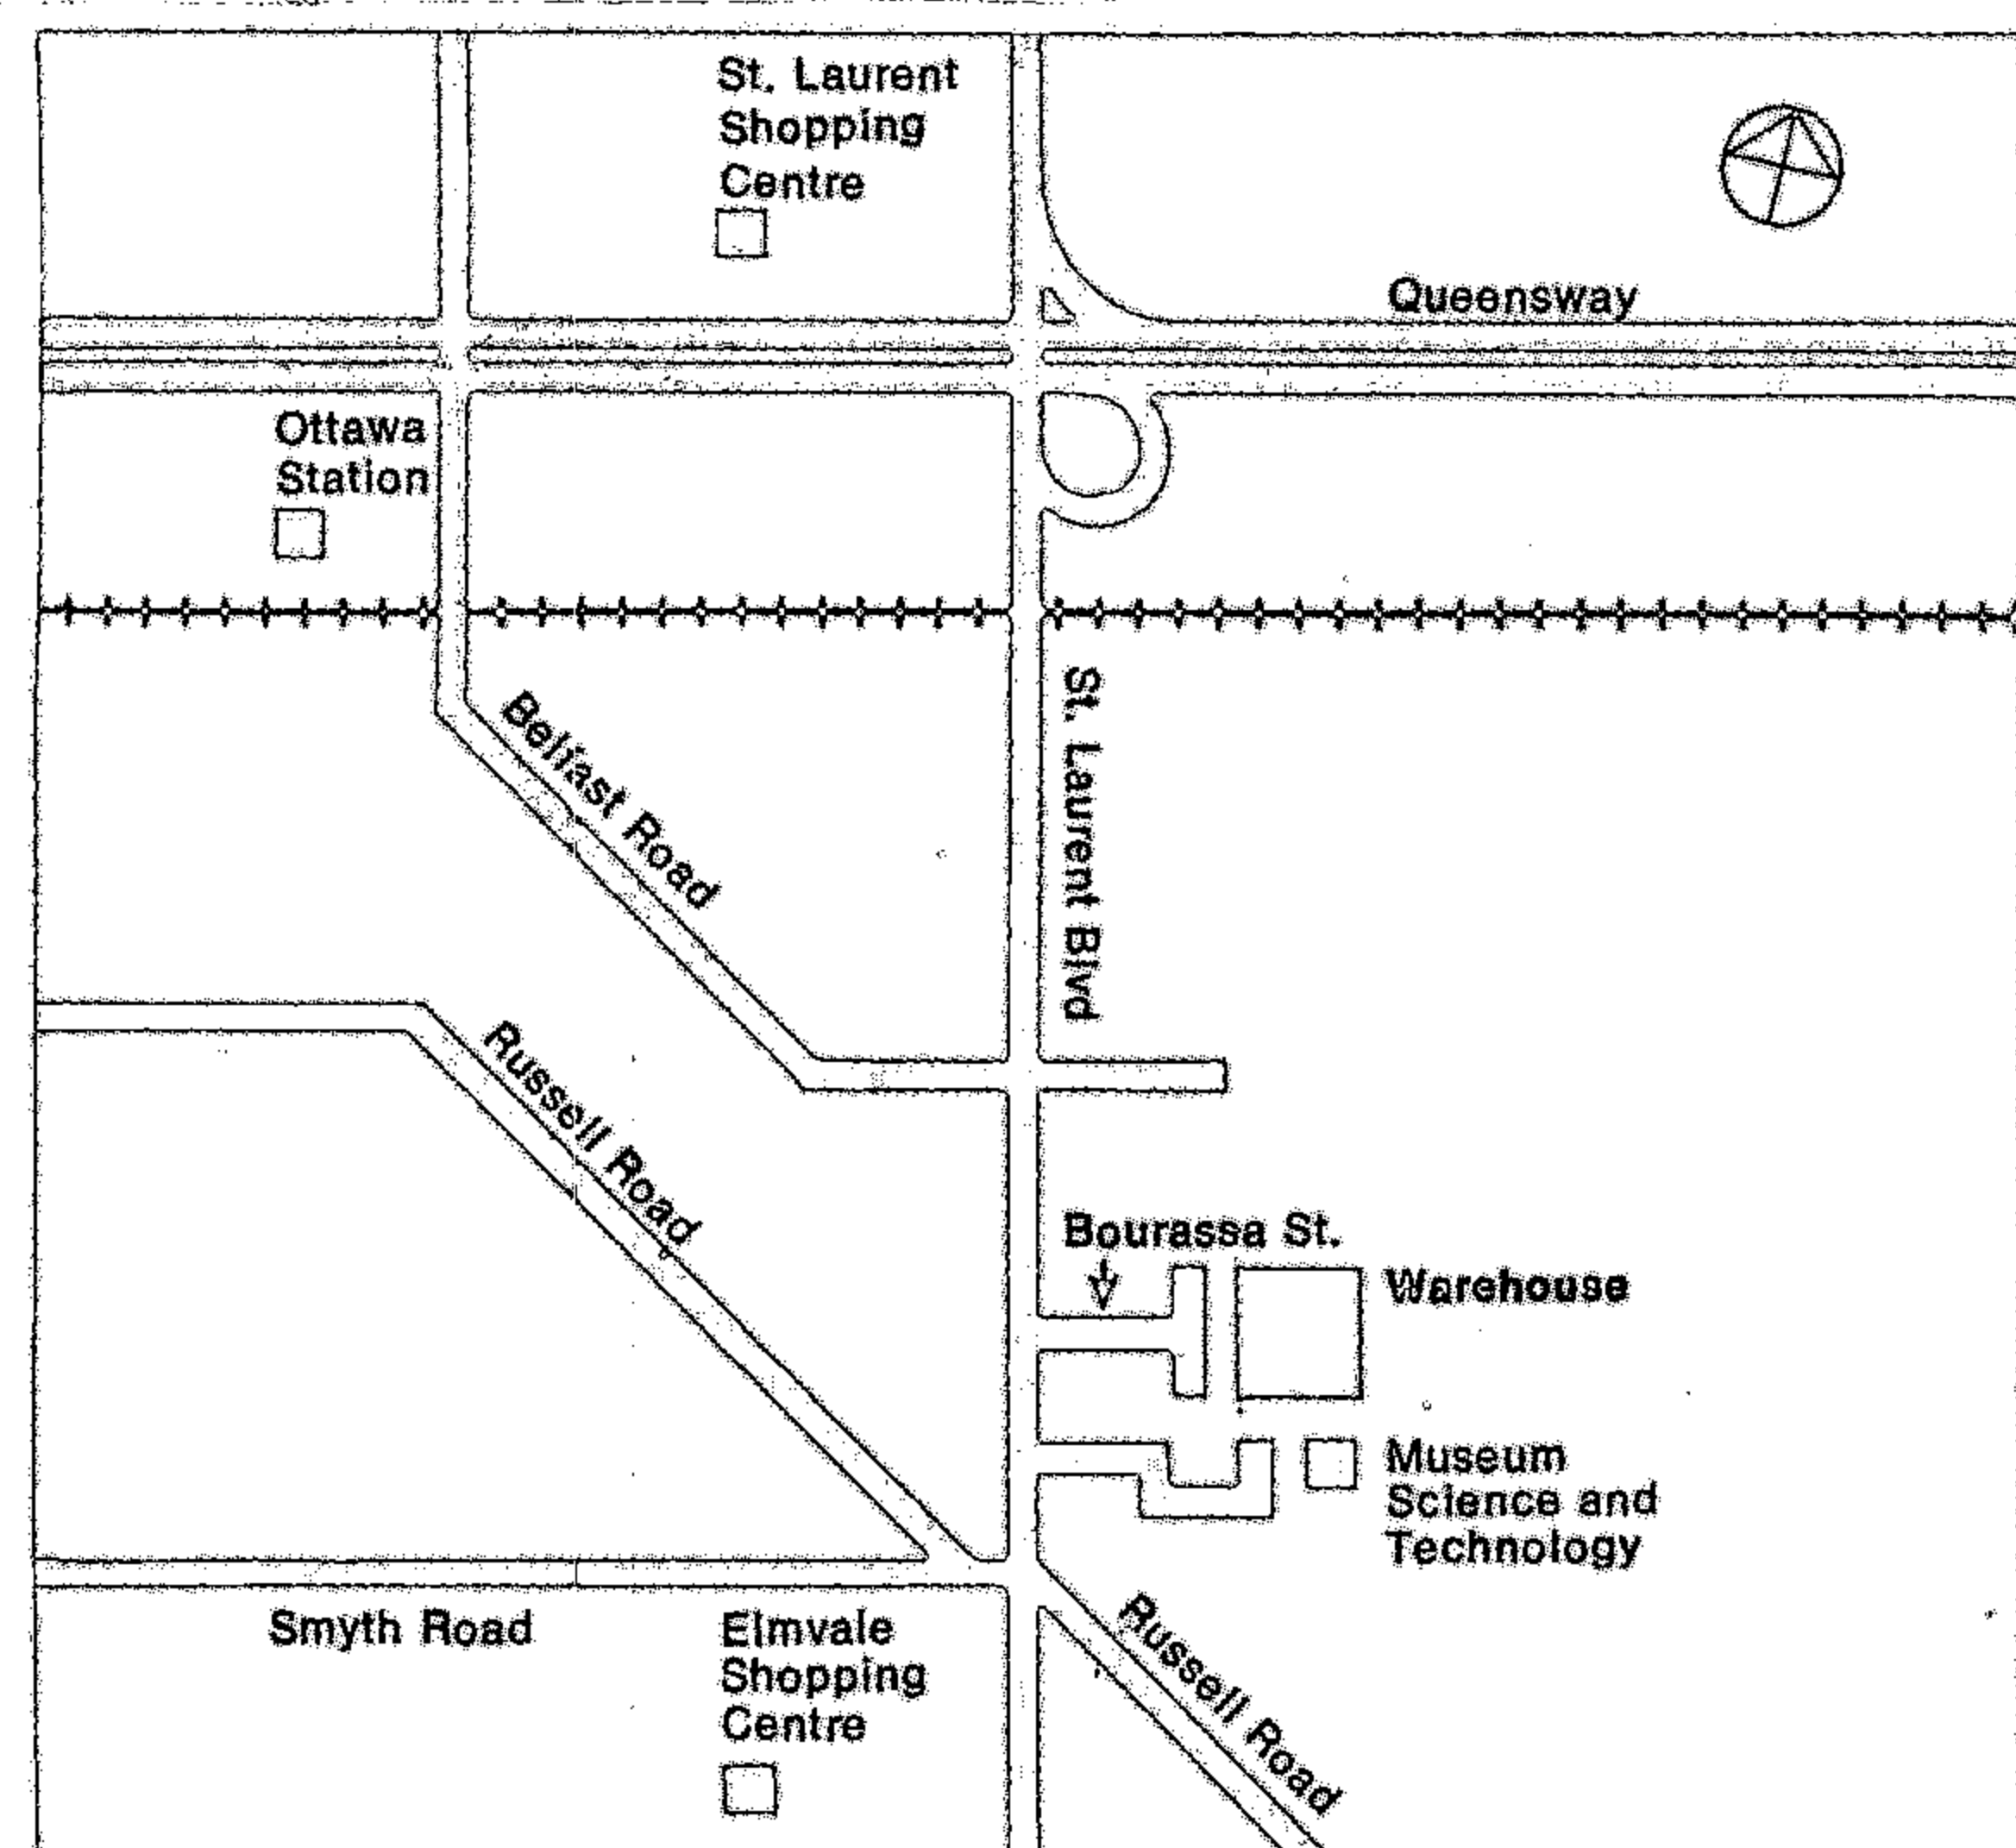 St. Laurent
Shopping
Centre
Queensway
Ottawa
Station
Belfast Road
St. Laurent Blvd
Russell Road
Bourassa St.
Warehouse
Museum
Science and
Technology
Smyth Road
Elmvale
Shopping
Centre
Russell Road